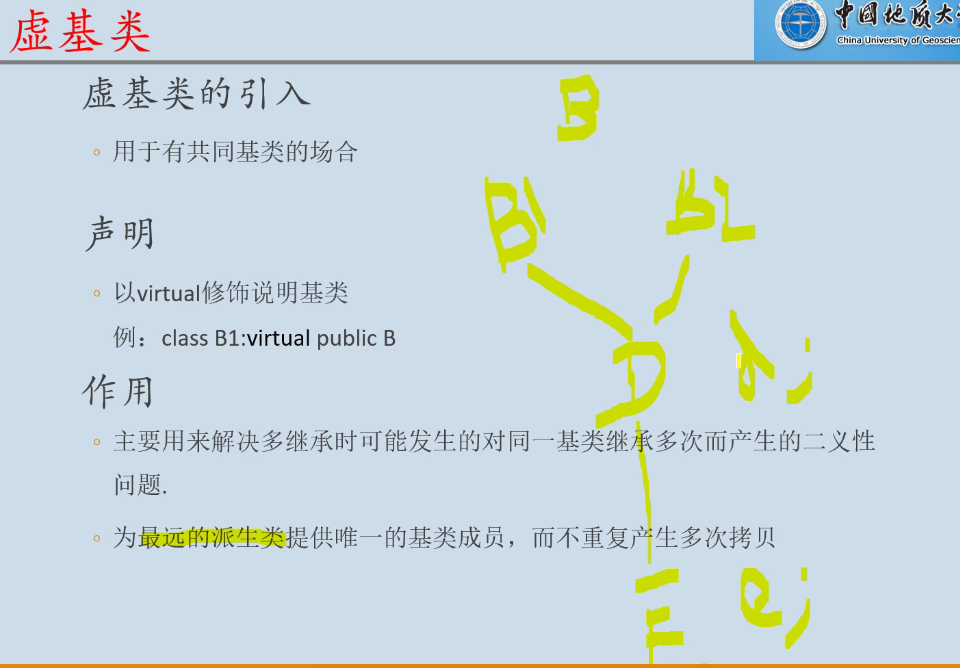 虚基类
中国地质大
China University of Geoscien
虚基类的引入
B
◦ 用于有共同基类的场合
B1
B2
声明
◦ 以virtual修饰说明基类
例：class B1:virtual public B
D
d;
作用
◦ 主要用来解决多继承时可能发生的对同一基类继承多次而产生的二义性
问题.
◦ 为最远的派生类提供唯一的基类成员，而不重复产生多次拷贝
E
e;